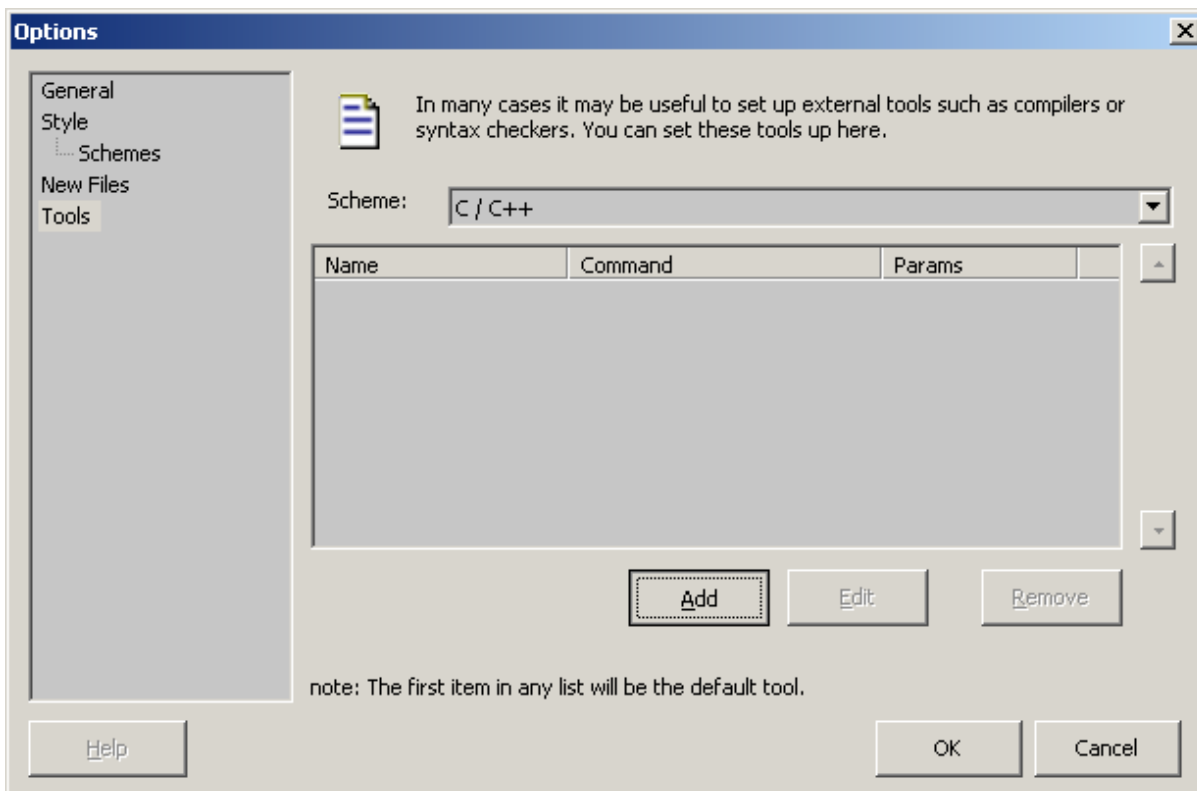 Options
General
Style
Schemes
New Files
Tools
In many cases it may be useful to set up external tools such as compilers or
syntax checkers. You can set these tools up here.
Scheme:
C / C++
Name Command Params
Add Edit Remove
note: The first item in any list will be the default tool.
Help OK Cancel